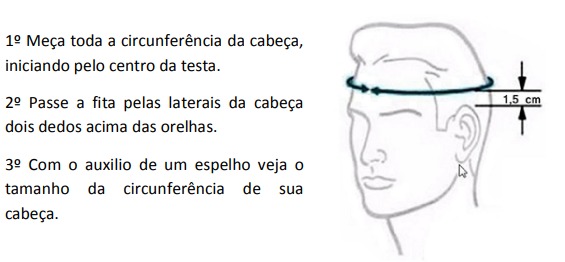 1º Meça toda a circunferência da cabeça,
iniciando pelo centro da testa.
2º Passe a fita pelas laterais da cabeça
dois dedos acima das orelhas.
3º Com o auxilio de um espelho veja o
tamanho da circunferência de sua
cabeça.
1,5 cm